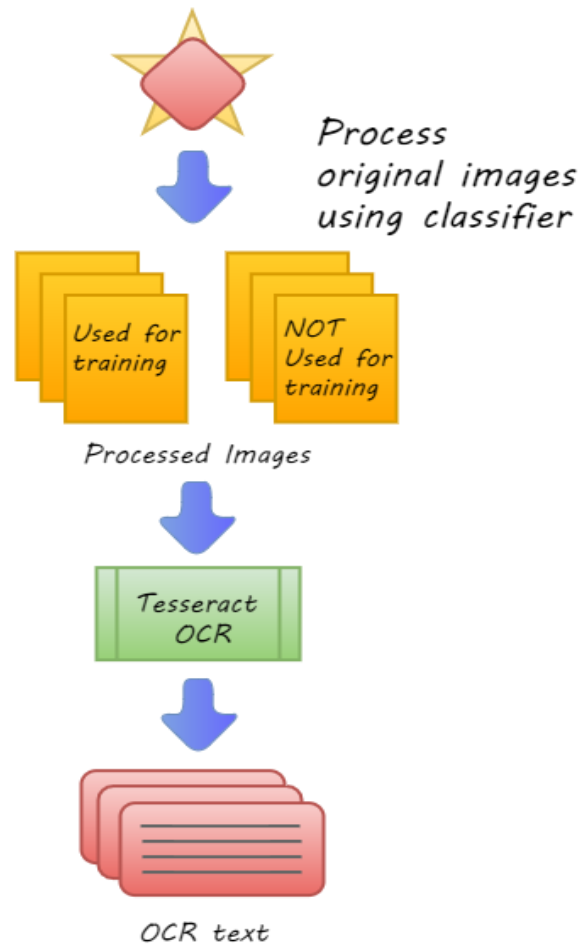 Process
original images
using classifier
Used for
training
NOT
Used for
training
Processed Images
Tesseract
OCR
OCR text